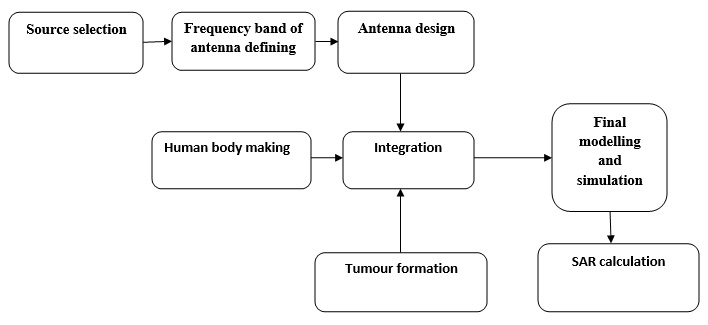 Source selection
Frequency band of
antenna defining
Antenna design
Human body making
Integration
Final
modelling
and
simulation
Tumour formation
SAR calculation